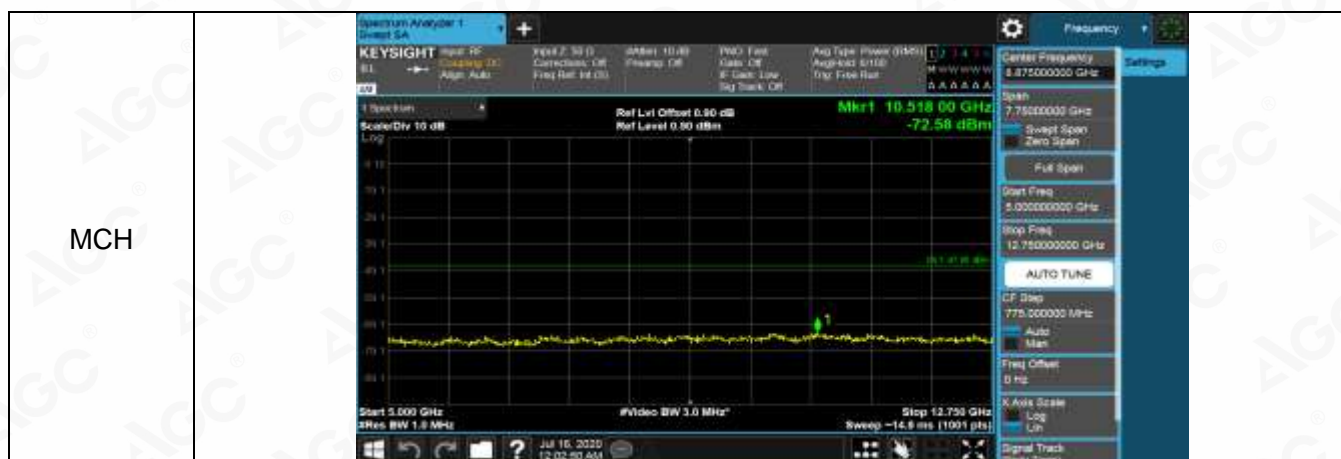 MCH
Spectrum Analyzer 1
Swept SA
+
Frequency
KEYSIGHT
Input: RF
Coupling: DC
Align: Auto
Input Z: 50 Ω
Corrections: Off
Freq Ref: Int (S)
#Atten: 10 dB
Preamp: Off
PNO: Fast
Gate: Off
IF Gain: Low
Sig Track: Off
Avg Type: Power (RMS)
Trig: Free Run
1 Spectrum
Scale/Div 10 dB
Log
Ref Lvl Offset 0.90 dB
Ref Level 0.90 dBm
Mkr1 10.518 00 GHz
-72.58 dBm
1
Start 5.000 GHz
#Res BW 1.0 MHz
#Video BW 3.0 MHz*
Stop 12.750 GHz
Sweep ~14.8 ms (1001 pts)
Jul 16, 2020
12:02:50 AM
Center Frequency
8.875000000 GHz
Settings
Span
7.75000000 GHz
Swept Span
Zero Span
Full Span
Start Freq
5.000000000 GHz
Stop Freq
12.750000000 GHz
AUTO TUNE
CF Step
775.000000 MHz
Auto
Man
Freq Offset
0 Hz
X Axis Scale
Log
Lin
Signal Track
AGC